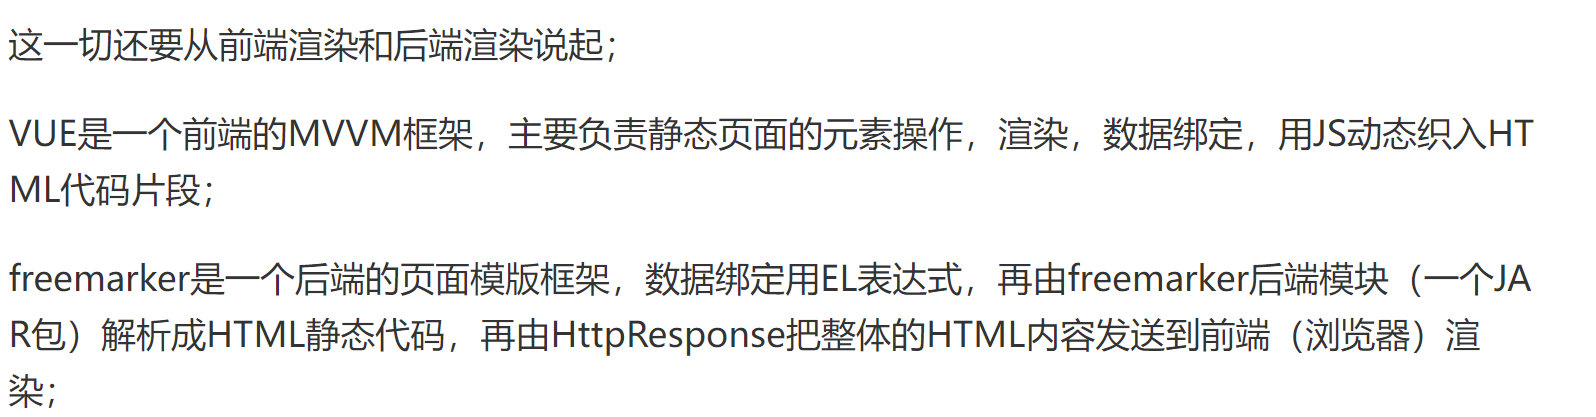 这一切还要从前端渲染和后端渲染说起；
VUE是一个前端的MVVM框架，主要负责静态页面的元素操作，渲染，数据绑定，用JS动态织入HT
ML代码片段；
freemarker是一个后端的页面模版框架，数据绑定用EL表达式，再由freemarker后端模块（一个JA
R包）解析成HTML静态代码，再由HttpResponse把整体的HTML内容发送到前端（浏览器）渲
染；